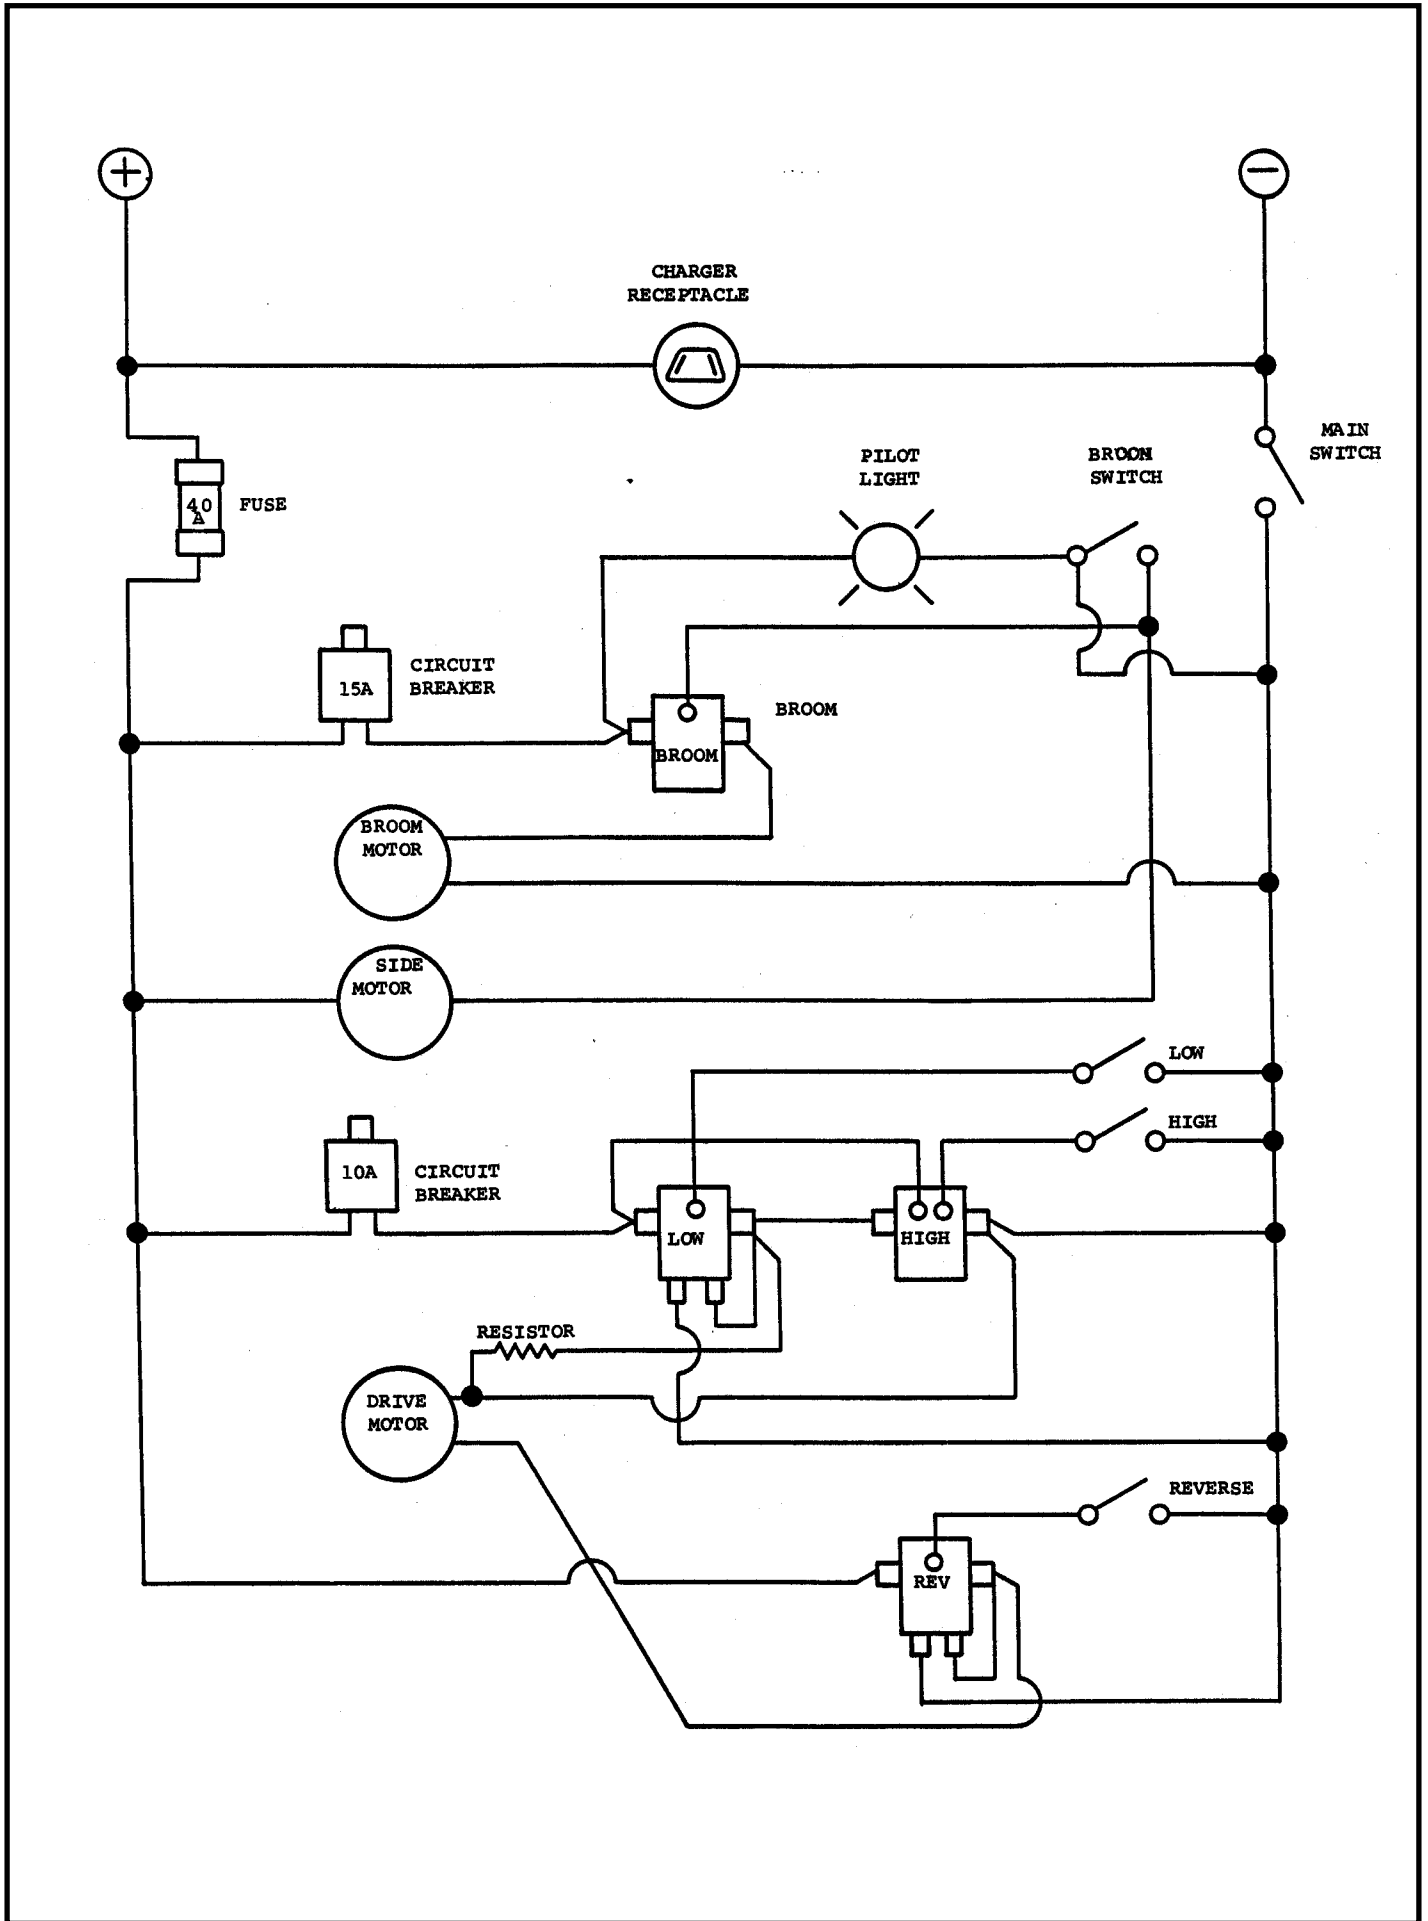 +
−
CHARGER
RECEPTACLE
MAIN
SWITCH
PILOT
LIGHT
BROON
SWITCH
40
A
FUSE
15A
CIRCUIT
BREAKER
BROOM
BROOM
BROOM
MOTOR
SIDE
MOTOR
LOW
HIGH
10A
CIRCUIT
BREAKER
LOW
HIGH
RESISTOR
DRIVE
MOTOR
REVERSE
REV